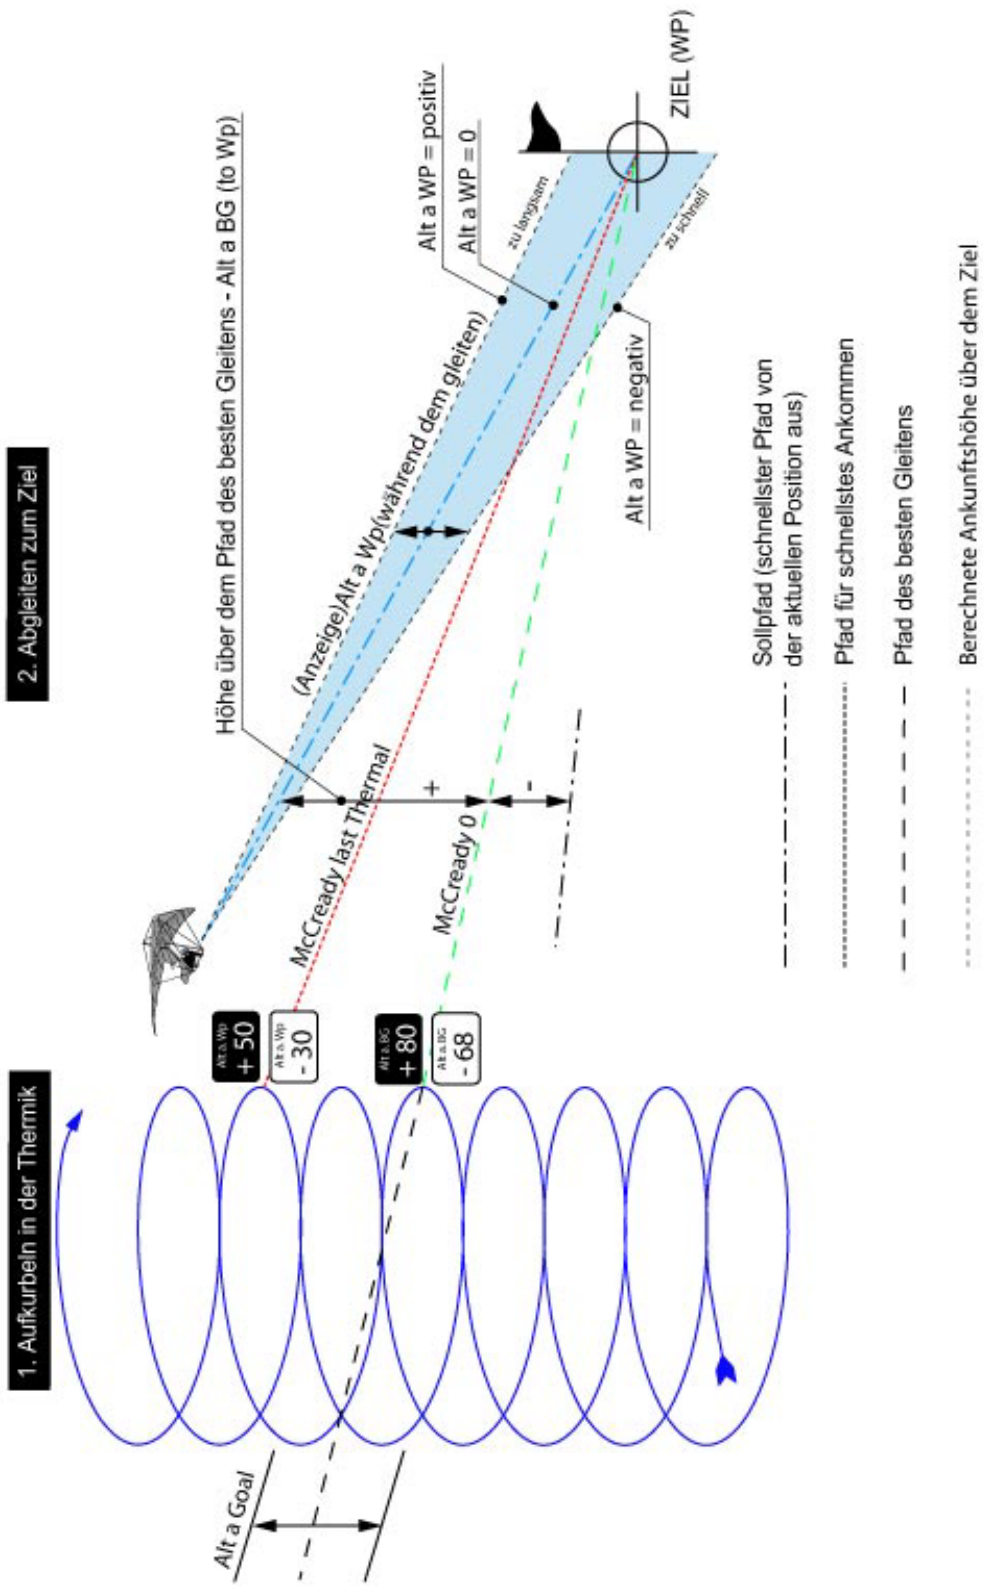 1. Aufkurbeln in der Thermik
2. Abgleiten zum Ziel
Höhe über dem Pfad des besten Gleitens - Alt a BG (to Wp)
Alt a WP = positiv
Alt a WP = 0
zu langsam
(Anzeige)Alt a Wp(während dem gleiten)
ZIEL (WP)
zu schnell
Alt a WP = negativ
Alt a. Wp
+ 50
Alt a. Wp
- 30
McCready last Thermal
+
-
Alt a. BG
+80
Alt a. BG
-68
McCready 0
Alt a Goal
Sollpfad (schnellster Pfad von
der aktuellen Position aus)
Pfad für schnellstes Ankommen
Pfad des besten Gleitens
Berechnete Ankunftshöhe über dem Ziel